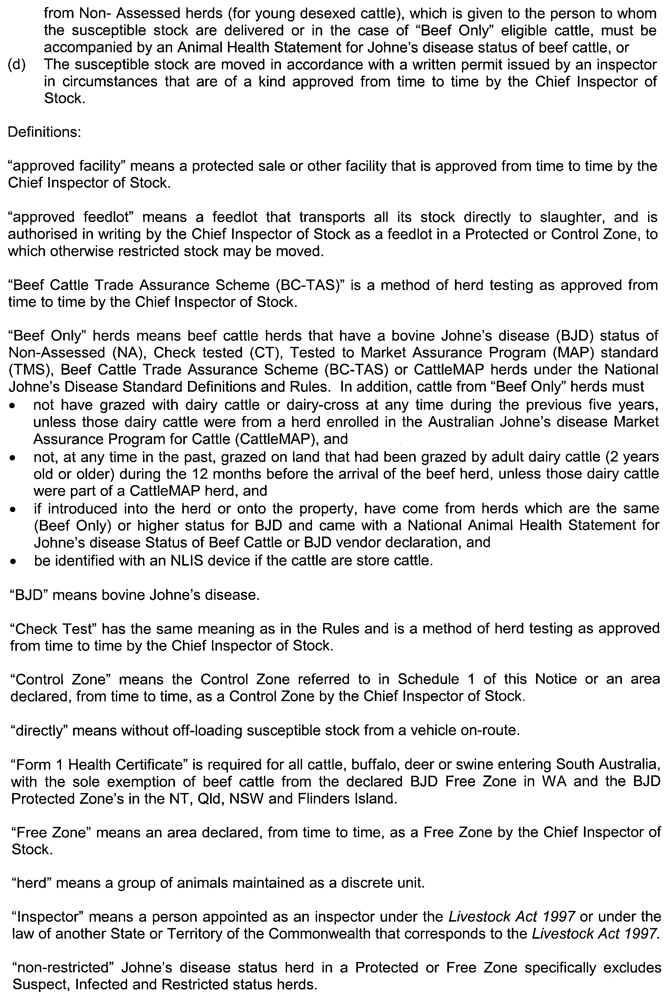 from Non- Assessed herds (for young desexed cattle), which is given to the person to whom
the susceptible stock are delivered or in the case of “Beef Only” eligible cattle, must be
accompanied by an Animal Health Statement for Johne’s disease status of beef cattle, or
(d) The susceptible stock are moved in accordance with a written permit issued by an inspector
in circumstances that are of a kind approved from time to time by the Chief Inspector of
Stock.
Definitions:
“approved facility” means a protected sale or other facility that is approved from time to time by the
Chief Inspector of Stock.
“approved feedlot” means a feedlot that transports all its stock directly to slaughter, and is
authorised in writing by the Chief Inspector of Stock as a feedlot in a Protected or Control Zone, to
which otherwise restricted stock may be moved.
“Beef Cattle Trade Assurance Scheme (BC-TAS)” is a method of herd testing as approved from
time to time by the Chief Inspector of Stock.
“Beef Only” herds means beef cattle herds that have a bovine Johne’s disease (BJD) status of
Non-Assessed (NA), Check tested (CT), Tested to Market Assurance Program (MAP) standard
(TMS), Beef Cattle Trade Assurance Scheme (BC-TAS) or CattleMAP herds under the National
Johne’s Disease Standard Definitions and Rules. In addition, cattle from “Beef Only” herds must
• not have grazed with dairy cattle or dairy-cross at any time during the previous five years,
unless those dairy cattle were from a herd enrolled in the Australian Johne’s disease Market
Assurance Program for Cattle (CattleMAP), and
• not, at any time in the past, grazed on land that had been grazed by adult dairy cattle (2 years
old or older) during the 12 months before the arrival of the beef herd, unless those dairy cattle
were part of a CattleMAP herd, and
• if introduced into the herd or onto the property, have come from herds which are the same
(Beef Only) or higher status for BJD and came with a National Animal Health Statement for
Johne’s disease Status of Beef Cattle or BJD vendor declaration, and
• be identified with an NLIS device if the cattle are store cattle.
“BJD” means bovine Johne’s disease.
“Check Test” has the same meaning as in the Rules and is a method of herd testing as approved
from time to time by the Chief Inspector of Stock.
“Control Zone” means the Control Zone referred to in Schedule 1 of this Notice or an area
declared, from time to time, as a Control Zone by the Chief Inspector of Stock.
“directly” means without off-loading susceptible stock from a vehicle on-route.
“Form 1 Health Certificate” is required for all cattle, buffalo, deer or swine entering South Australia,
with the sole exemption of beef cattle from the declared BJD Free Zone in WA and the BJD
Protected Zone’s in the NT, Qld, NSW and Flinders Island.
“Free Zone” means an area declared, from time to time, as a Free Zone by the Chief Inspector of
Stock.
“herd” means a group of animals maintained as a discrete unit.
“Inspector” means a person appointed as an inspector under the Livestock Act 1997 or under the
law of another State or Territory of the Commonwealth that corresponds to the Livestock Act 1997.
“non-restricted” Johne’s disease status herd in a Protected or Free Zone specifically excludes
Suspect, Infected and Restricted status herds.